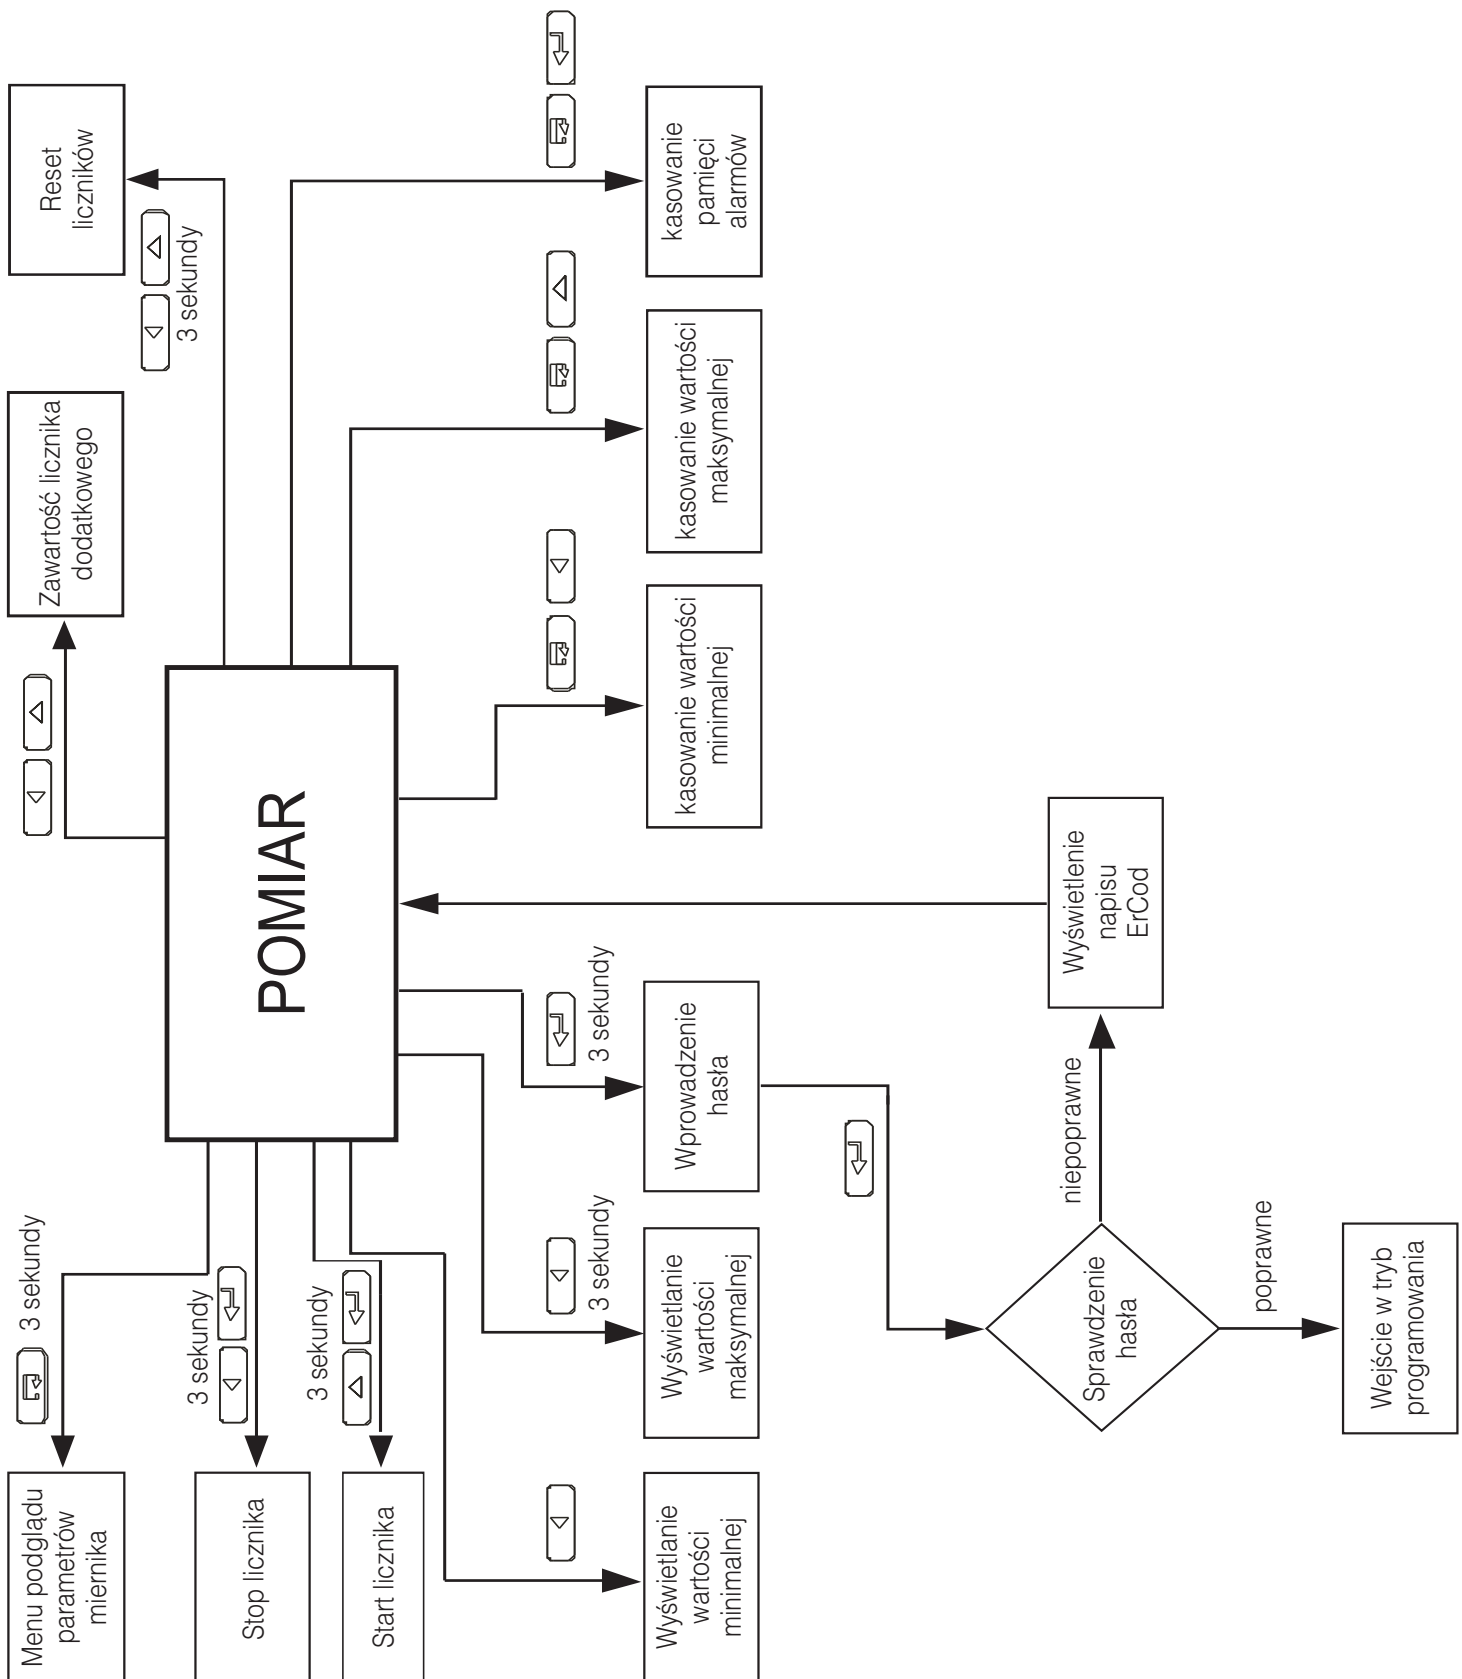 Menu podglądu
parametrów
miernika
3 sekundy
Stop licznika
3 sekundy
Start licznika
3 sekundy
Wyświetlanie
wartości
minimalnej
Wyświetlanie
wartości
maksymalnej
3 sekundy
Wprowadzenie
hasła
3 sekundy
POMIAR
Zawartość licznika
dodatkowego
Reset
liczników
3 sekundy
kasowanie wartości
minimalnej
kasowanie wartości
maksymalnej
kasowanie
pamięci
alarmów
Sprawdzenie
hasła
niepoprawne
Wyświetlenie
napisu
ErCod
poprawne
Wejście w tryb
programowania